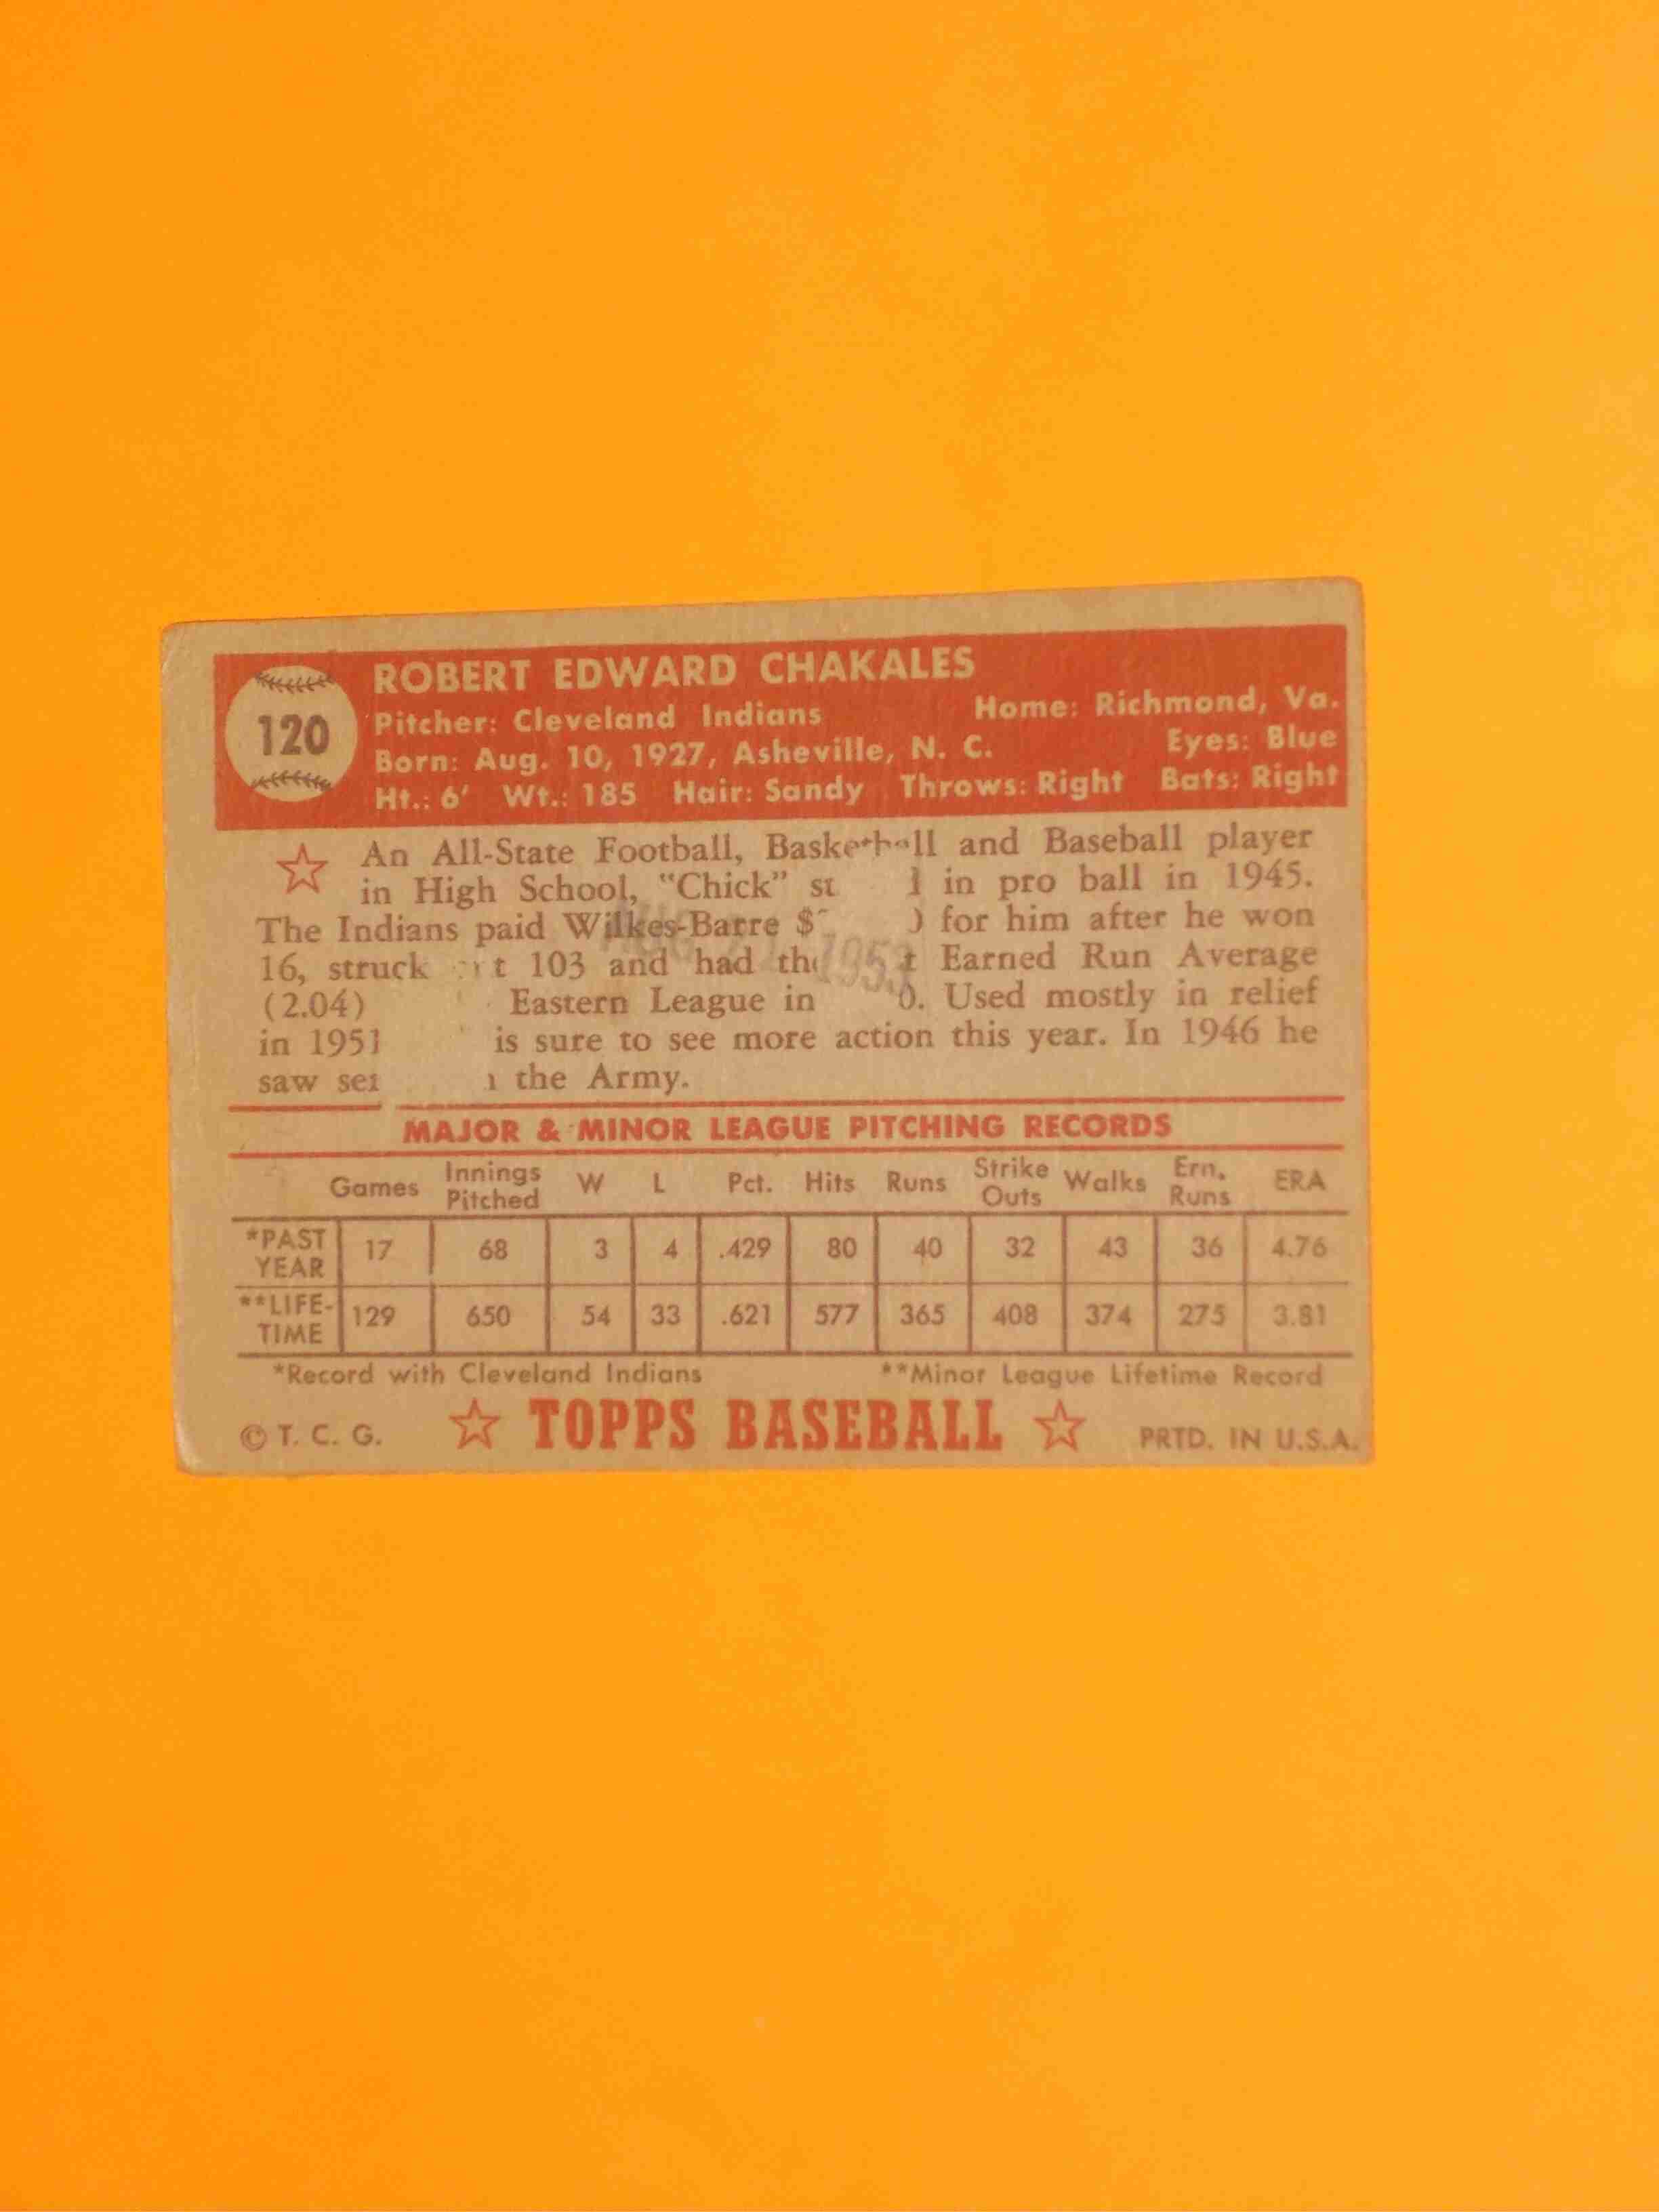 120
ROBERT EDWARD CHAKALES
Pitcher: Cleveland Indians Home: Richmond, Va.
Born: Aug. 10, 1927, Asheville, N. C. Eyes: Blue
Ht.: 6' Wt.: 185 Hair: Sandy Throws: Right Bats: Right
An All-State Football, Basketball and Baseball player
in High School, "Chick" in pro ball in 1945.
The Indians paid Wilkes-Barre for him after he won
16, struck 103 and had Earned Run Average
(2.04) Eastern League in Used mostly in relief
1953
in 1951 is sure to see more action this year. In 1946 he
saw the Army.
MAJOR & MINOR LEAGUE PITCHING RECORDS
Games Innings Pitched W L Pct. Hits Runs Strike Outs Walks Ern. Runs ERA
*PAST YEAR 17 68 3 4 .429 80 40 32 43 36 4.76
**LIFE-TIME 129 650 54 33 .621 577 365 408 374 275 3.81
*Record with Cleveland Indians **Minor League Lifetime Record
© T. C. G. TOPPS BASEBALL PRTD. IN U.S.A.